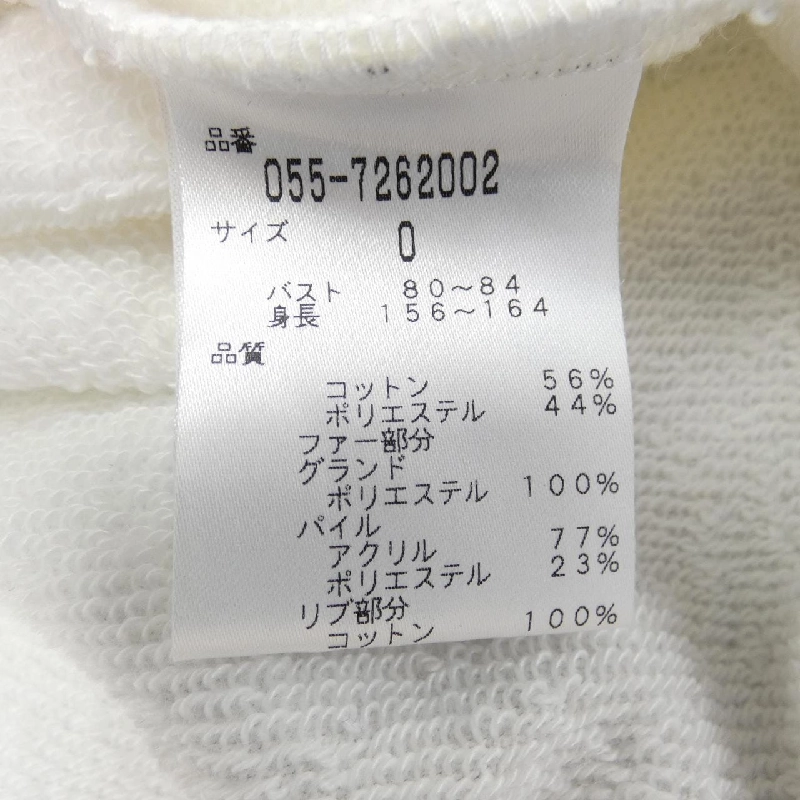 品番
055-7262002
サイズ 0
バスト 80～84
身長 156～164
品質
コットン 56%
ポリエステル 44%
ファー部分
グランド
ポリエステル 100%
パイル
アクリル 77%
ポリエステル 23%
リブ部分
コットン 100%